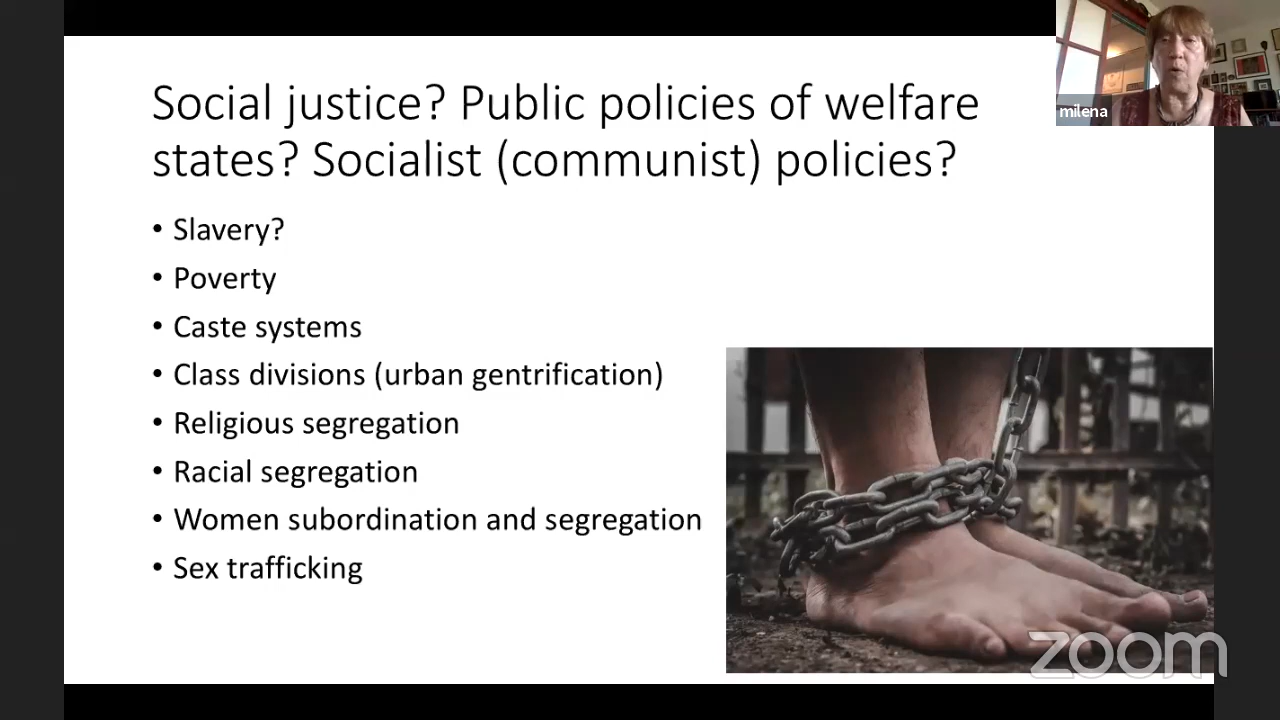 Social justice? Public policies of welfare
states? Socialist (communist) policies?
• Slavery?
• Poverty
• Caste systems
• Class divisions (urban gentrification)
• Religious segregation
• Racial segregation
• Women subordination and segregation
• Sex trafficking
milena
zoom